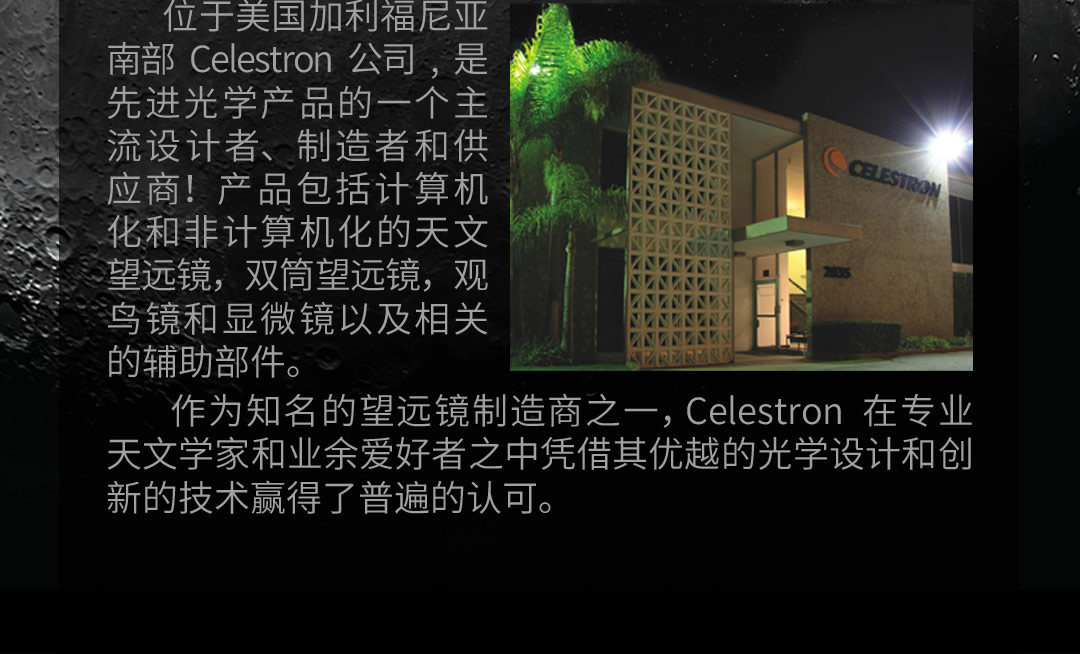 位于美国加利福尼亚
南部 Celestron 公司 , 是
先进光学产品的一个主
流设计者、制造者和供
应商！产品包括计算机
化和非计算机化的天文
望远镜，双筒望远镜，观
鸟镜和显微镜以及相关
的辅助部件。
CELESTRON
2835
作为知名的望远镜制造商之一，Celestron 在专业
天文学家和业余爱好者之中凭借其优越的光学设计和创
新的技术赢得了普遍的认可。